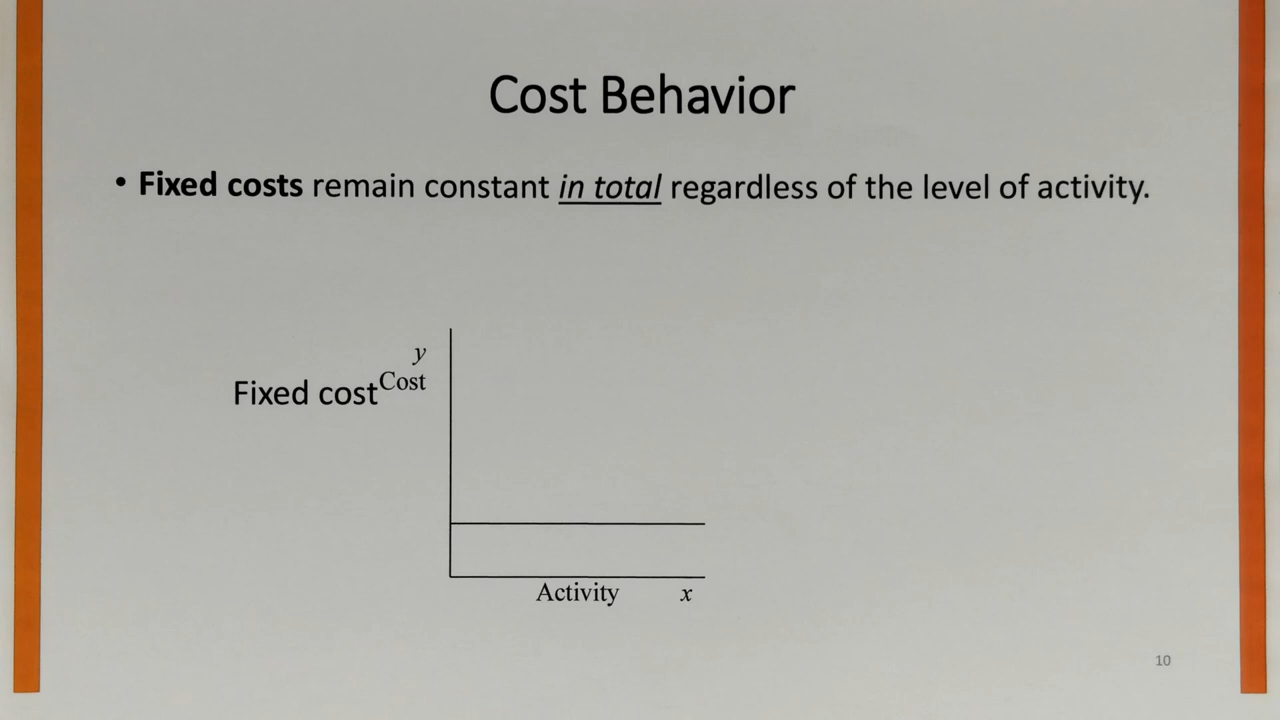 Cost Behavior
• Fixed costs remain constant in total regardless of the level of activity.
y
Fixed cost Cost
Activity x
10